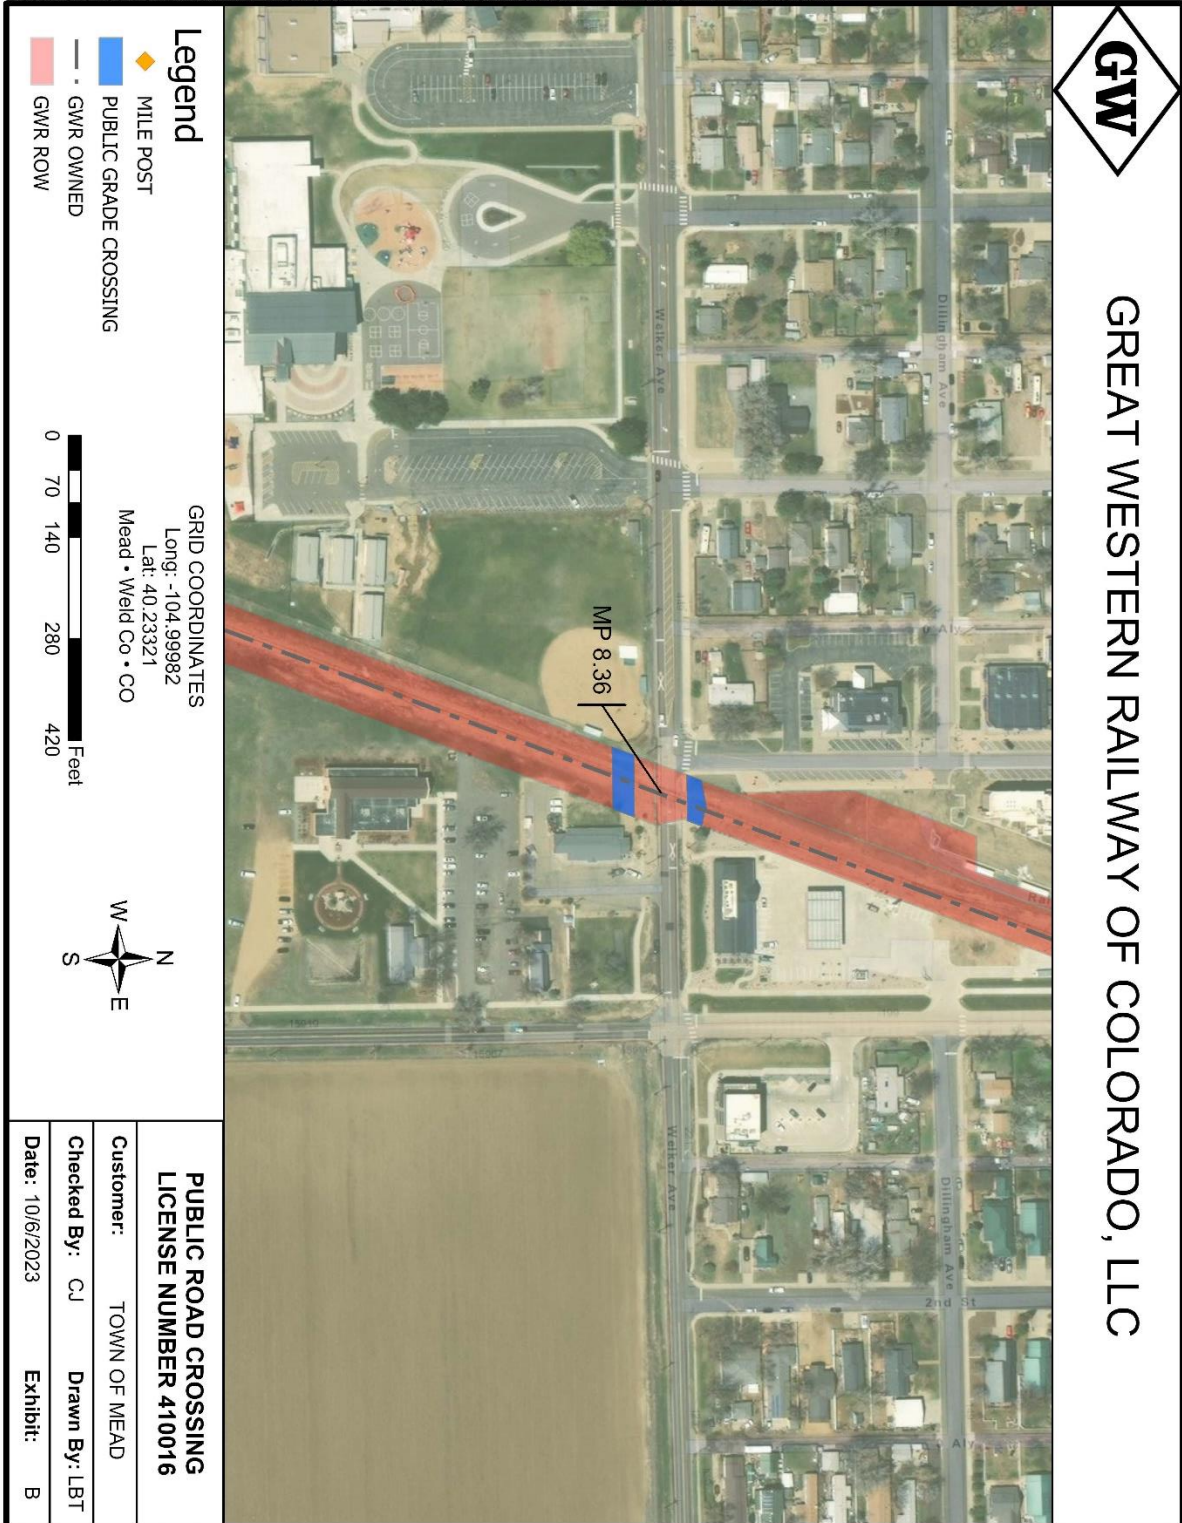 GW
GREAT WESTERN RAILWAY OF COLORADO, LLC
Dillingham Ave
Dillingham Ave
2nd St
Welker Ave
Welker Ave
100
15010
MP 8.36
Legend
MILE POST
PUBLIC GRADE CROSSING
GWR OWNED
GWR ROW
GRID COORDINATES
Long: -104.99982
Lat: 40.23321
Mead • Weld Co • CO
0 70 140 280 420
Feet
N
W E
S
PUBLIC ROAD CROSSING
LICENSE NUMBER 410016
Customer: TOWN OF MEAD
Checked By: CJ Drawn By: LBT
Date: 10/6/2023 Exhibit: B